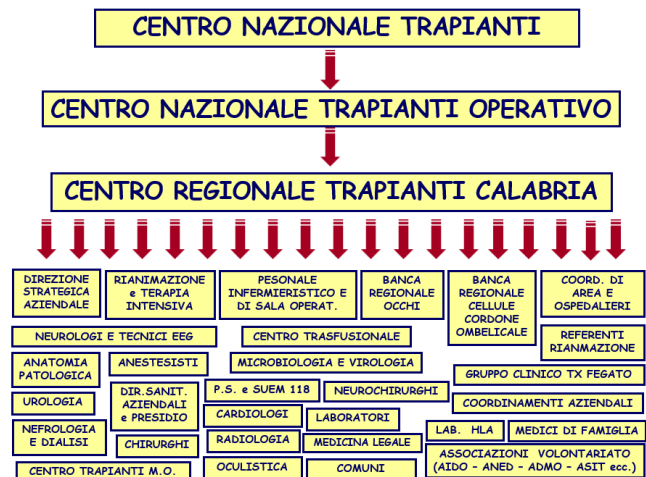 CENTRO NAZIONALE TRAPIANTI
CENTRO NAZIONALE TRAPIANTI OPERATIVO
CENTRO REGIONALE TRAPIANTI CALABRIA
DIREZIONE
STRATEGICA
AZIENDALE
RIANIMAZIONE
e TERAPIA
INTENSIVA
PESONALE
INFERMIERISTICO E
DI SALA OPERAT.
BANCA
REGIONALE
OCCHI
BANCA
REGIONALE
CELLULE
CORDONE
OMBELICALE
COORD. DI
AREA E
OSPEDALIERI
NEUROLOGI E TECNICI EEG
CENTRO TRASFUSIONALE
REFERENTI
RIANMAZIONE
ANATOMIA
PATOLOGICA
ANESTESISTI
MICROBIOLOGIA E VIROLOGIA
GRUPPO CLINICO TX FEGATO
UROLOGIA
DIR.SANIT.
AZIENDALI
e PRESIDIO
P.S. e SUEM 118
NEUROCHIRURGHI
COORDINAMENTI AZIENDALI
CARDIOLOGI
LABORATORI
NEFROLOGIA
E DIALISI
CHIRURGHI
RADIOLOGIA
MEDICINA LEGALE
LAB. HLA
MEDICI DI FAMIGLIA
CENTRO TRAPIANTI M.O.
OCULISTICA
COMUNI
ASSOCIAZIONI VOLONTARIATO
(AIDO - ANED - ADMO - ASIT ecc.)